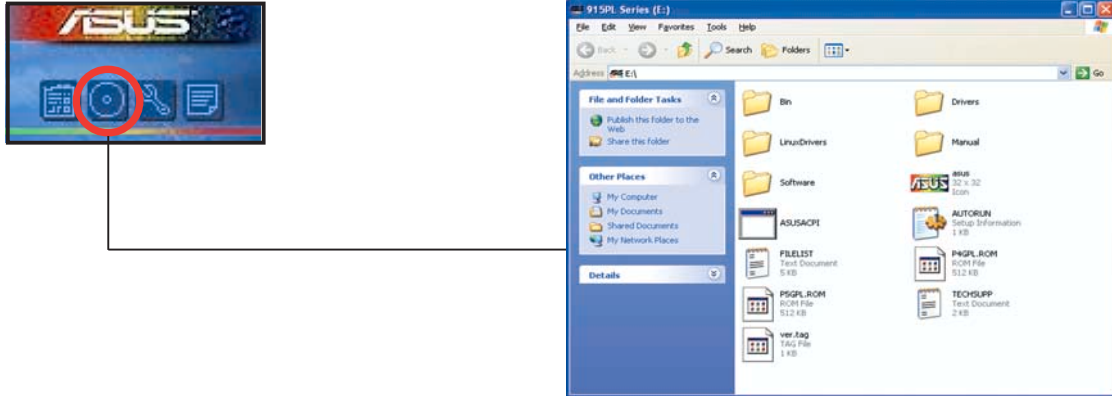 ASUS
915PL Series (E:)
File Edit View Favorites Tools Help
Back Search Folders
Address E:\ Go
File and Folder Tasks
Publish this folder to the
Web
Share this folder
Other Places
My Computer
My Documents
Shared Documents
My Network Places
Details
Bin
Drivers
LinuxDrivers
Manual
Software
ASUS
asus
32 x 32
Icon
ASUSACPI
AUTORUN
Setup Information
1 KB
FILELIST
Text Document
5 KB
P4GPL.ROM
ROM File
512 KB
P5GPL.ROM
ROM File
512 KB
TECHSUPP
Text Document
2 KB
ver.tag
TAG File
1 KB